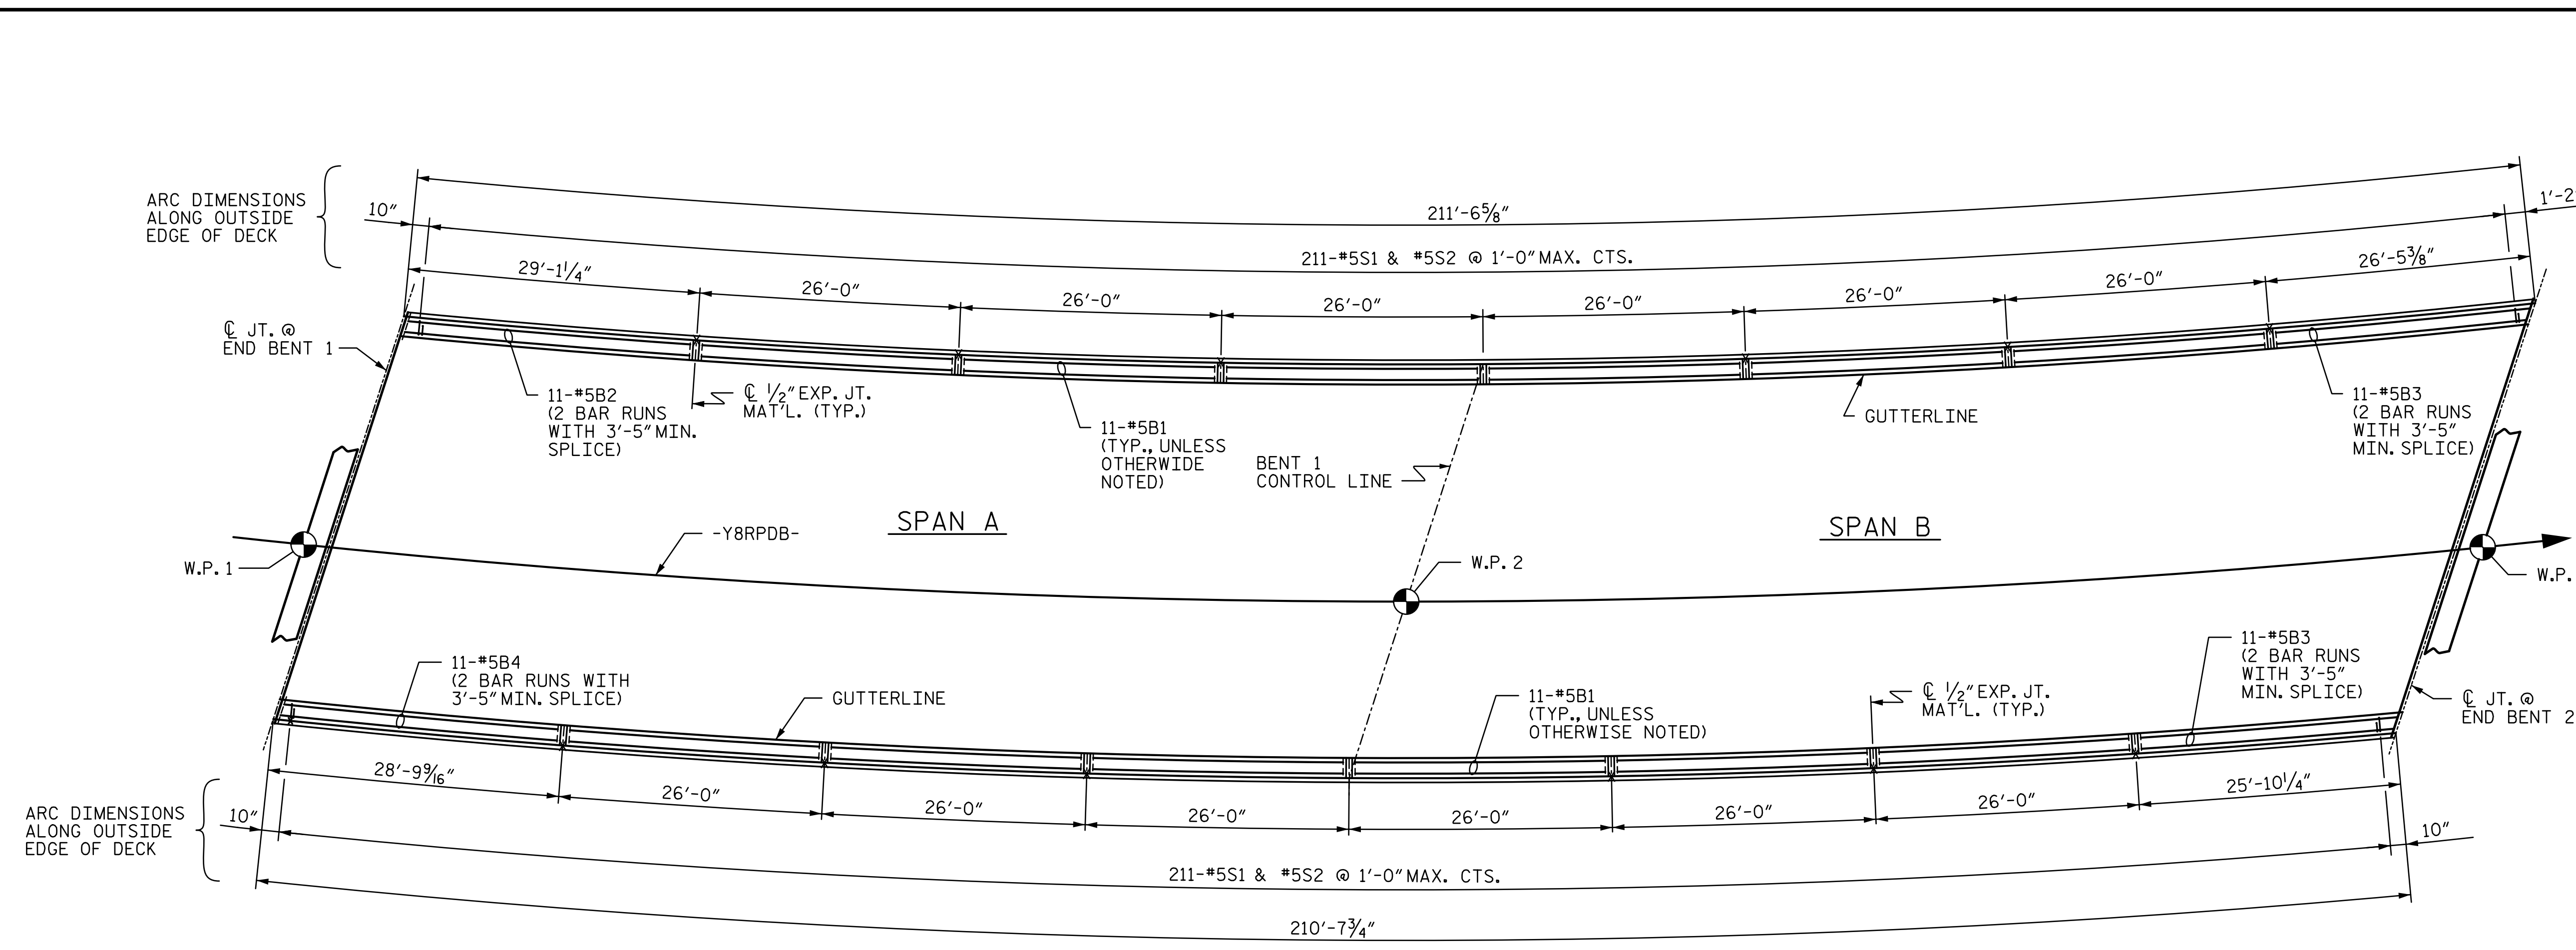 211'-6⅝"
ARC DIMENSIONS
ALONG OUTSIDE
EDGE OF DECK
10"
1'-2
211-#5S1 & #5S2 @ 1'-0" MAX. CTS.
29'-1¼"
26'-0"
26'-0"
26'-0"
26'-0"
26'-0"
26'-0"
26'-5⅜"
℄ JT. @
END BENT 1
11-#5B2
(2 BAR RUNS
WITH 3'-5" MIN.
SPLICE)
℄ ½" EXP. JT.
MAT'L. (TYP.)
11-#5B1
(TYP., UNLESS
OTHERWIDE
NOTED)
BENT 1
CONTROL LINE
GUTTERLINE
11-#5B3
(2 BAR RUNS
WITH 3'-5"
MIN. SPLICE)
SPAN A
SPAN B
-Y8RPDB-
W.P. 1
W.P. 2
W.P.
11-#5B4
(2 BAR RUNS WITH
3'-5" MIN. SPLICE)
GUTTERLINE
11-#5B1
(TYP., UNLESS
OTHERWISE NOTED)
℄ ½" EXP. JT.
MAT'L. (TYP.)
11-#5B3
(2 BAR RUNS
WITH 3'-5"
MIN. SPLICE)
℄ JT. @
END BENT 2
28'-9⁹⁄₁₆"
26'-0"
26'-0"
26'-0"
26'-0"
26'-0"
26'-0"
25'-10¼"
ARC DIMENSIONS
ALONG OUTSIDE
EDGE OF DECK
10"
10"
211-#5S1 & #5S2 @ 1'-0" MAX. CTS.
210'-7¾"